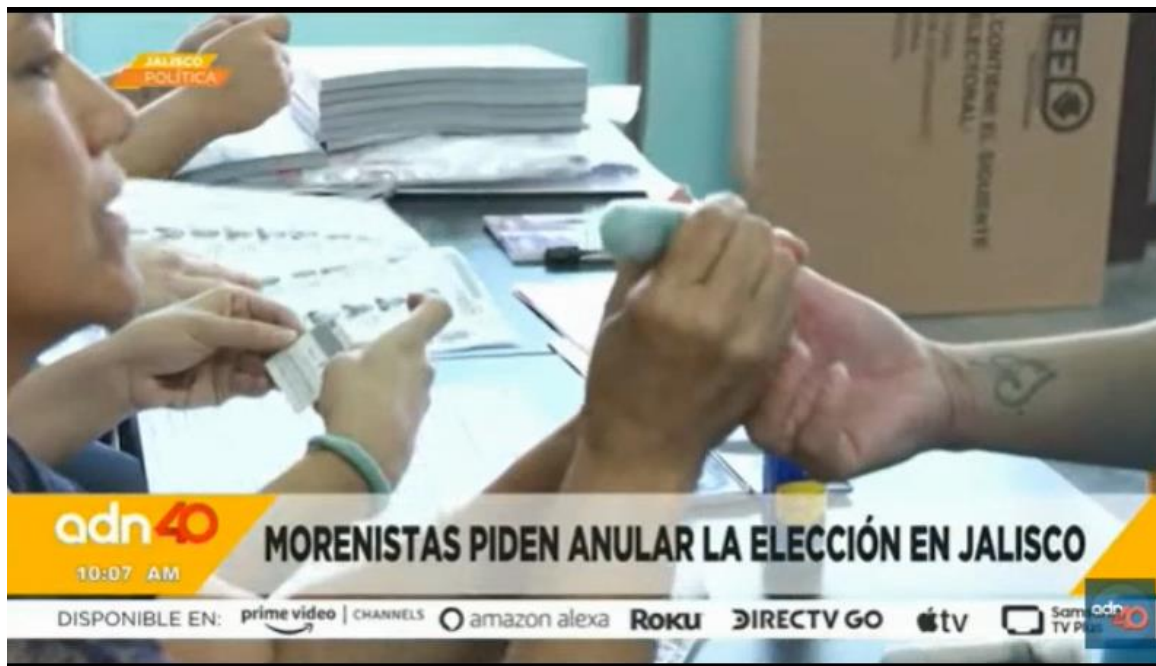 JALISCO
POLÍTICA
IEE
CONTIENE EL SIGUIENTE
ELECTORAL:
adn40
10:07 AM
MORENISTAS PIDEN ANULAR LA ELECCIÓN EN JALISCO
DISPONIBLE EN: prime video | CHANNELS amazon alexa Roku DIRECTV GO tv
adn40